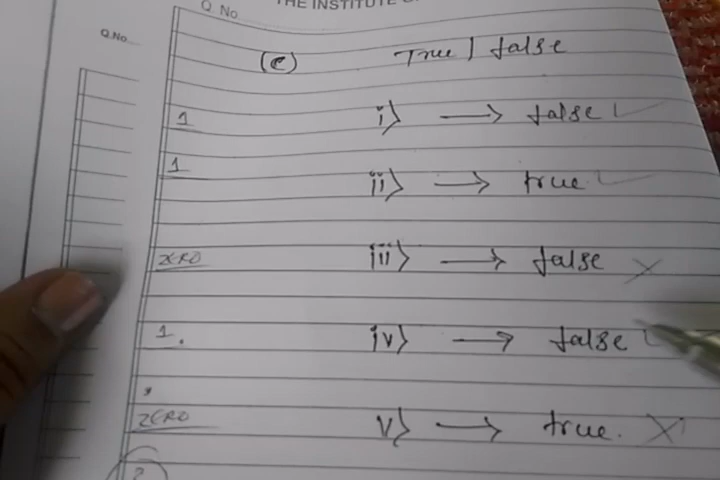 Q. No
THE INSTITUTE
Q.No
(C) True / false
1 i) → false ✓
1 ii) → true ✓
ZERO iii) → false ✗
1. iv) → false ✓
ZERO v) → true. ✗